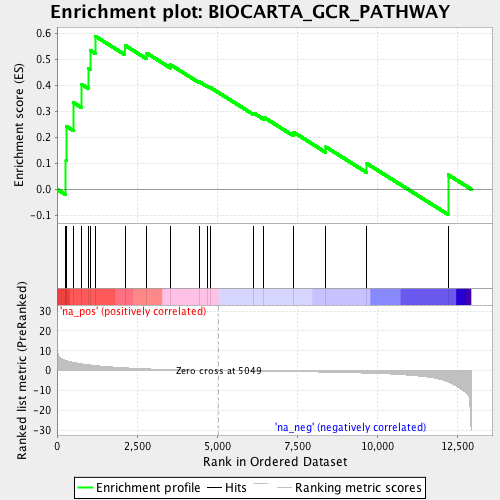 Enrichment plot: BIOCARTA_GCR_PATHWAY
Enrichment score (ES)
0.6
0.5
0.4
0.3
0.2
0.1
0.0
-0.1
'na_pos' (positively correlated)
Ranked list metric (PreRanked)
30
20
10
0
-10
-20
-30
Zero cross at 5049
'na_neg' (negatively correlated)
0
2,500
5,000
7,500
10,000
12,500
Rank in Ordered Dataset
Enrichment profile
Hits
Ranking metric scores